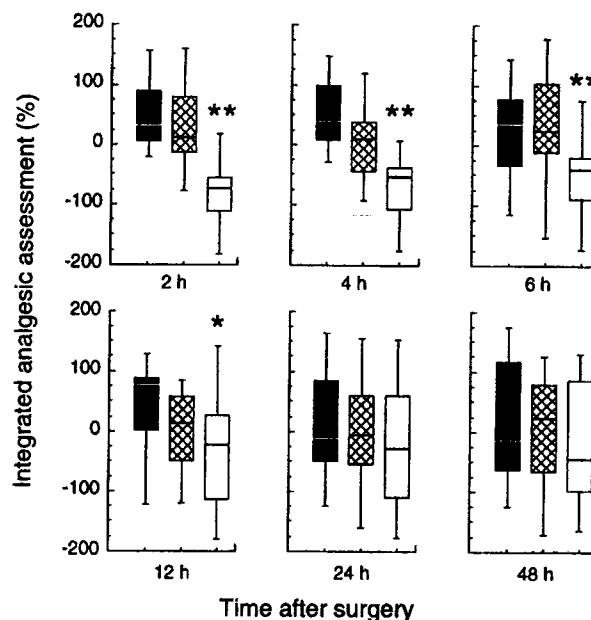 Integrated analgesic assessment (%)
200
100
0
-100
-200
**
**
**
2 h
4 h
6 h
200
100
0
-100
-200
*
12 h
24 h
48 h
Time after surgery